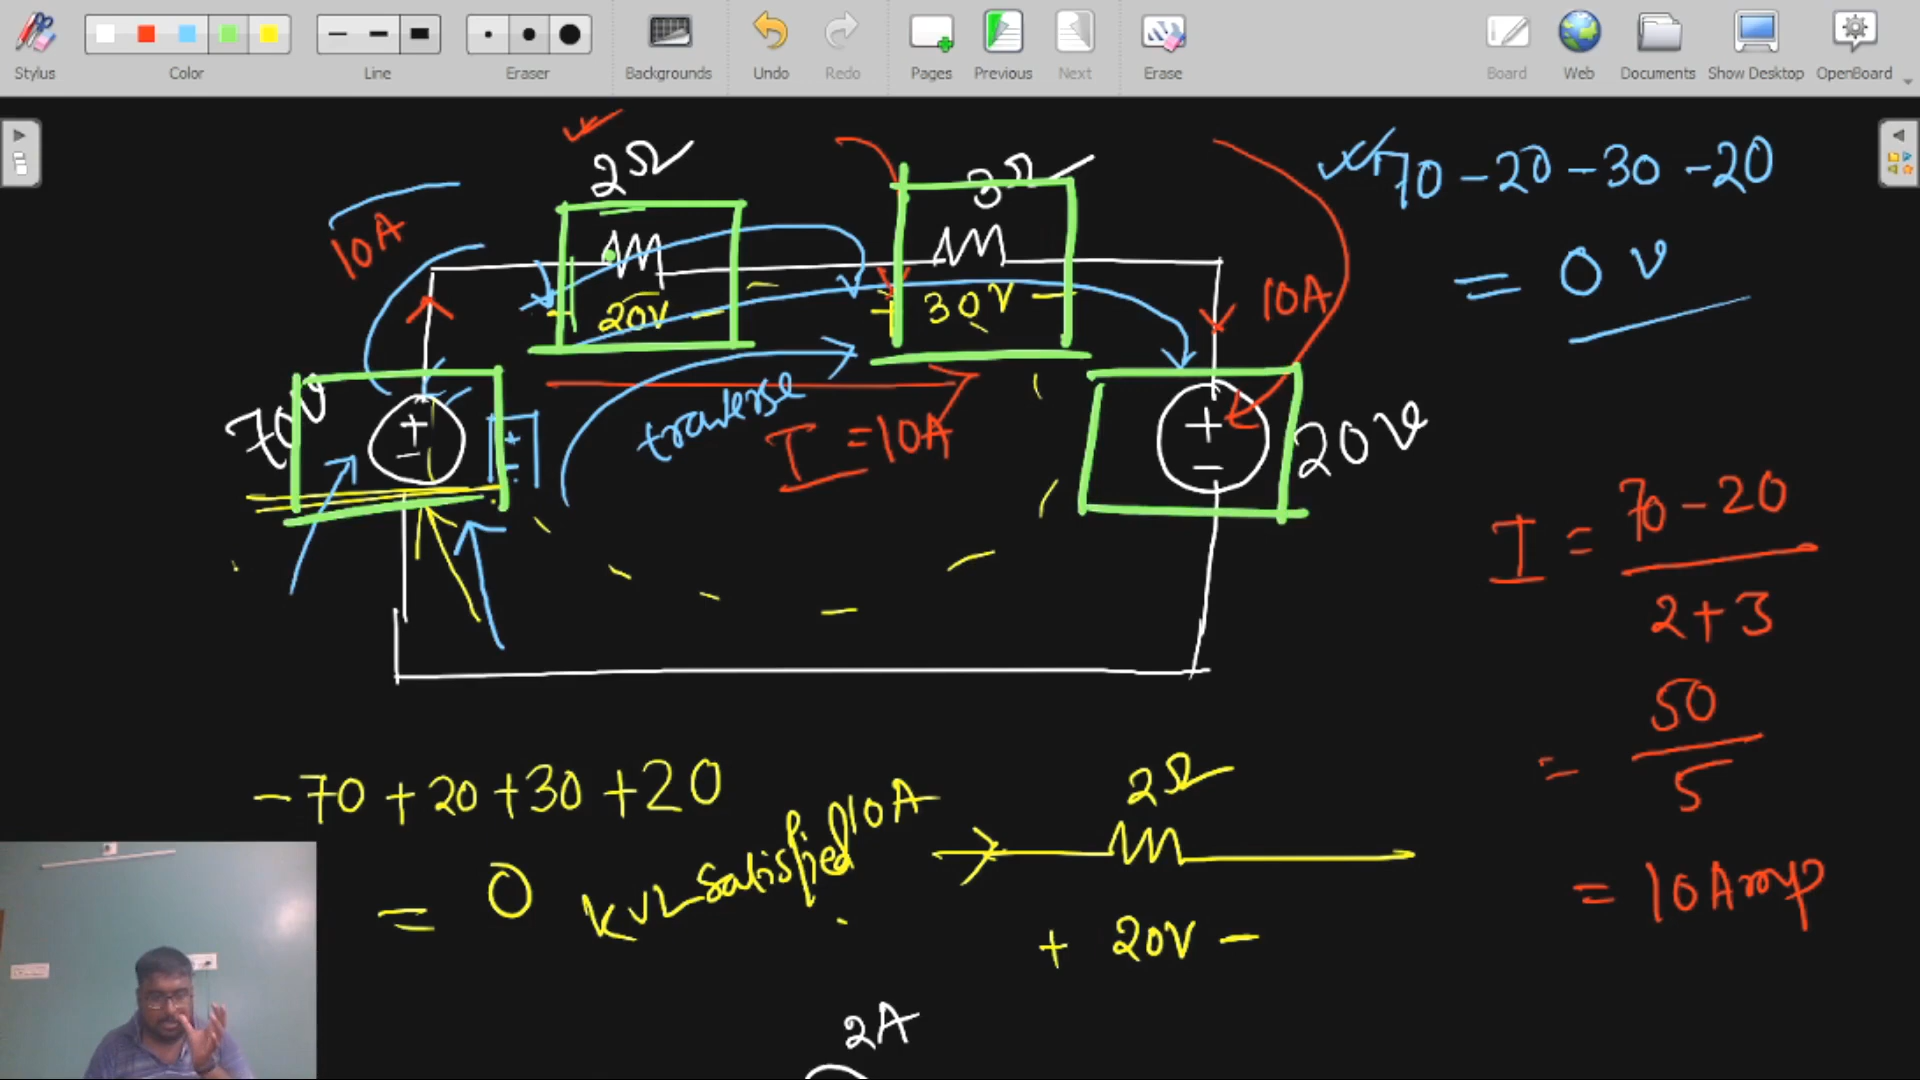 Stylus
Color
Line
Eraser
Backgrounds
Undo
Redo
Pages
Previous
Next
Erase
Board
Web
Documents
Show Desktop
OpenBoard
2Ω
3Ω
+70 - 20 - 30 - 20
= 0 V
10A
20V -
30V -
10A
70V
+
-
+
-
traverse
I = 10A
+
-
20V
I = 70 - 20
2 + 3
= 50
5
= 10 Amp
- 70 + 20 + 30 + 20
= 0
KVL satisfied
10A
2Ω
+ 20V -
2A